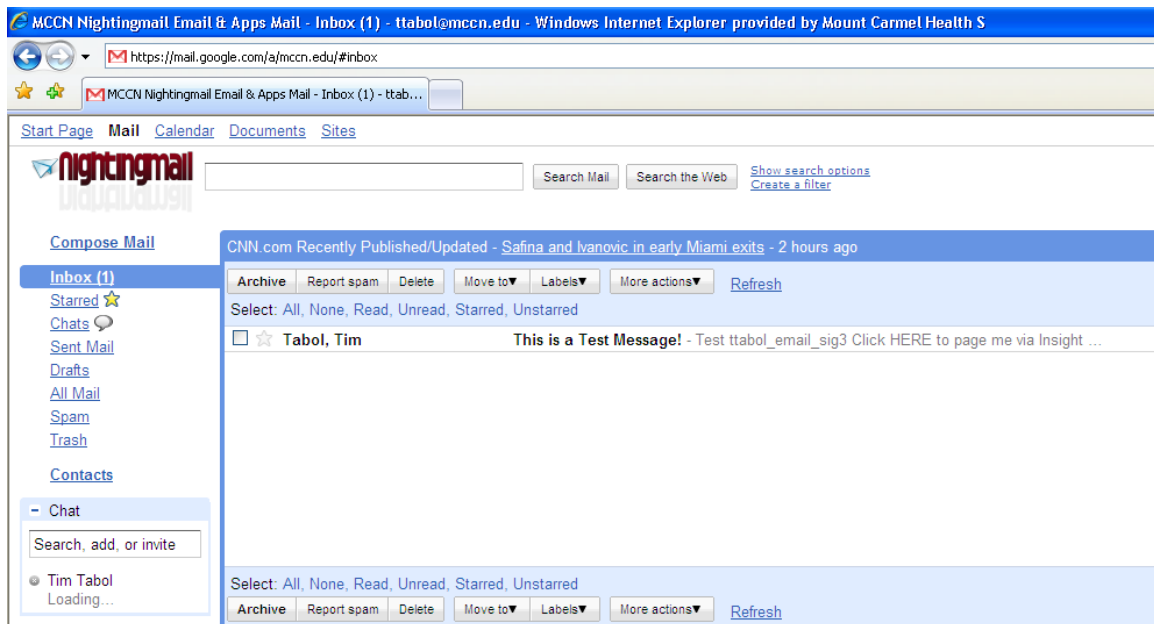 MCCN Nightingmail Email & Apps Mail - Inbox (1) - ttabol@mccn.edu - Windows Internet Explorer provided by Mount Carmel Health S
https://mail.google.com/a/mccn.edu/#inbox
MCCN Nightingmail Email & Apps Mail - Inbox (1) - ttab...
Start Page Mail Calendar Documents Sites
nightingmail
Search Mail Search the Web Show search options
Create a filter
Compose Mail
CNN.com Recently Published/Updated - Safina and Ivanovic in early Miami exits - 2 hours ago
Inbox (1)
Archive Report spam Delete Move to▼ Labels▼ More actions▼ Refresh
Starred
Select: All, None, Read, Unread, Starred, Unstarred
Chats
Tabol, Tim This is a Test Message! - Test ttabol_email_sig3 Click HERE to page me via Insight ...
Sent Mail
Drafts
All Mail
Spam
Trash
Contacts
Chat
Search, add, or invite
Tim Tabol
Loading...
Select: All, None, Read, Unread, Starred, Unstarred
Archive Report spam Delete Move to▼ Labels▼ More actions▼ Refresh